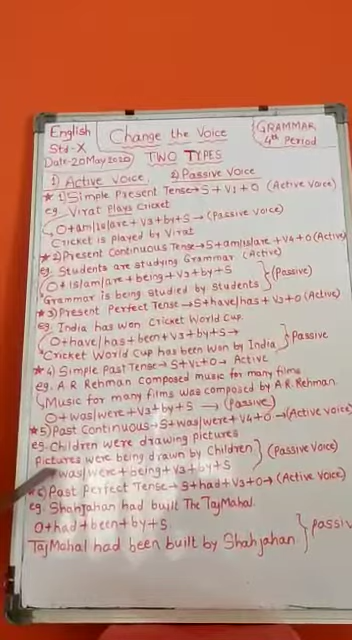 English
Std-X
Date-20May2020
Change the Voice
GRAMMAR,
4th Period
TWO TYPES
1) Active Voice, 2) Passive Voice
★ 1) Simple Present Tense→S+V1+O (Active Voice)
eg. Virat Plays Cricket
O+am/is/are+V3+by+S→(Passive Voice)
Cricket is played by Virat
★ 2) Present Continuous Tense→S+am/is/are+V4+O (Active)
eg. Students are studying Grammar (Active)
O+is/am/are+being+V3+by+S
Grammar is being studied by Students } (Passive)
★ 3) Present Perfect Tense→S+have/has+V3+O (Active)
eg. India has won Cricket World Cup.
O+have/has+been+V3+by+S→
Cricket World Cup has been won by India } Passive
★ 4) Simple Past Tense→S+V2+O→Active
eg. A.R Rehman composed music for many films
Music for many films was composed by A.R. Rehman.
O+was/were+V3+by+S→(Passive)
★ 5) Past Continuous→S+was/were+V4+O→(Active voice)
eg. Children were drawing pictures
Pictures were being drawn by Children
was/were+being+V3+by+S } (Passive Voice)
Past Perfect Tense→S+had+V3+O→(Active Voice)
eg. Shahjahan had built The TajMahal.
O+had+been+by+S
TajMahal had been built by Shahjahan. } Passiv